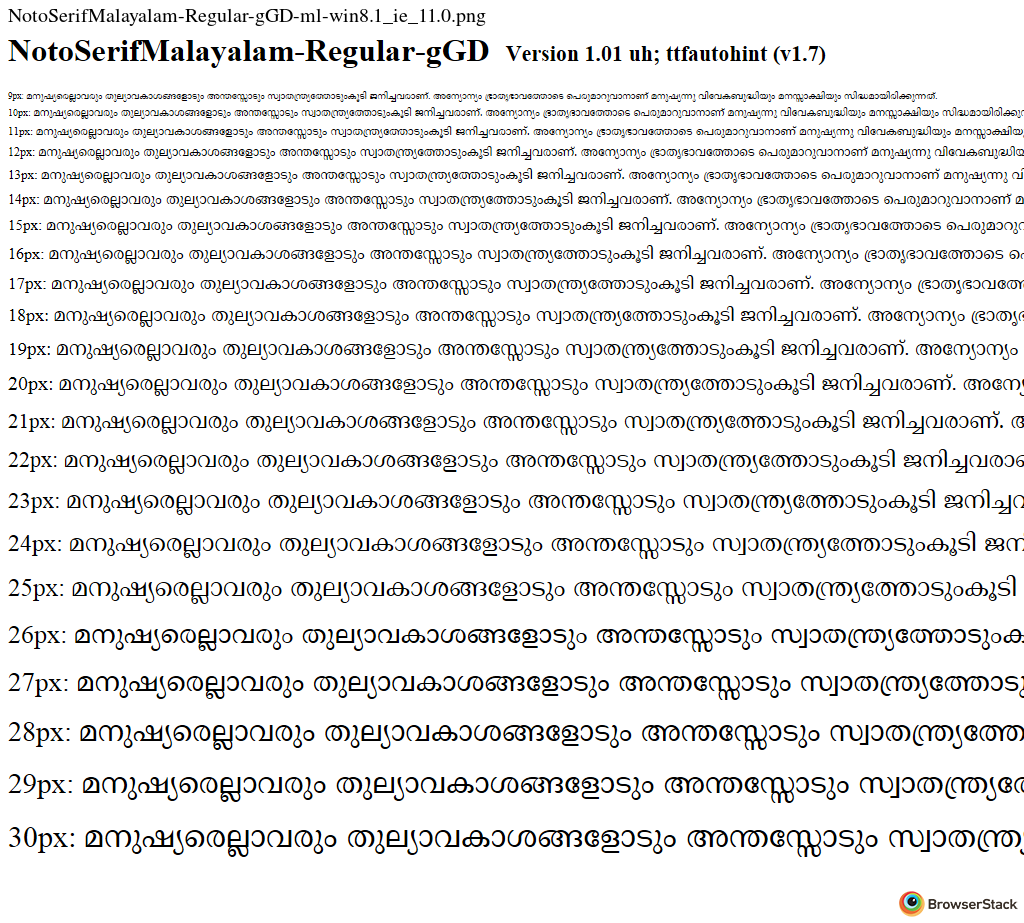 NotoSerifMalayalam-Regular-gGD-ml-win8.1_ie_11.0.png
NotoSerifMalayalam-Regular-gGD Version 1.01 uh; ttfautohint (v1.7)
9px: മനുഷ്യരെല്ലാവരും തുല്യാവകാശങ്ങളോടും അന്തസ്സോടും സ്വാതന്ത്ര്യത്തോടുംകൂടി ജനിച്ചവരാണ്. അന്യോന്യം ഭ്രാതൃഭാവത്തോടെ പെരുമാറുവാനാണ് മനുഷ്യന്നു വിവേകബുദ്ധിയും മനസ്സാക്ഷിയും സിദ്ധമായിരിക്കുന്നത്.
10px: മനുഷ്യരെല്ലാവരും തുല്യാവകാശങ്ങളോടും അന്തസ്സോടും സ്വാതന്ത്ര്യത്തോടുംകൂടി ജനിച്ചവരാണ്. അന്യോന്യം ഭ്രാതൃഭാവത്തോടെ പെരുമാറുവാനാണ് മനുഷ്യന്നു വിവേകബുദ്ധിയും മനസ്സാക്ഷിയും
11px: മനുഷ്യരെല്ലാവരും തുല്യാവകാശങ്ങളോടും അന്തസ്സോടും സ്വാതന്ത്ര്യത്തോടുംകൂടി ജനിച്ചവരാണ്. അന്യോന്യം ഭ്രാതൃഭാവത്തോടെ പെരുമാറുവാനാണ് മനുഷ്യന്നു വിവേകബുദ്ധിയും
12px: മനുഷ്യരെല്ലാവരും തുല്യാവകാശങ്ങളോടും അന്തസ്സോടും സ്വാതന്ത്ര്യത്തോടുംകൂടി ജനിച്ചവരാണ്. അന്യോന്യം ഭ്രാതൃഭാവത്തോടെ പെരുമാറുവാനാണ് മനുഷ്യന്നു
13px: മനുഷ്യരെല്ലാവരും തുല്യാവകാശങ്ങളോടും അന്തസ്സോടും സ്വാതന്ത്ര്യത്തോടുംകൂടി ജനിച്ചവരാണ്. അന്യോന്യം ഭ്രാതൃഭാവത്തോടെ പെരുമാറുവാനാണ് മനുഷ്യന്നു വി
14px: മനുഷ്യരെല്ലാവരും തുല്യാവകാശങ്ങളോടും അന്തസ്സോടും സ്വാതന്ത്ര്യത്തോടുംകൂടി ജനിച്ചവരാണ്. അന്യോന്യം ഭ്രാതൃഭാവത്തോടെ പെരുമാറുവാനാണ്
15px: മനുഷ്യരെല്ലാവരും തുല്യാവകാശങ്ങളോടും അന്തസ്സോടും സ്വാതന്ത്ര്യത്തോടുംകൂടി ജനിച്ചവരാണ്. അന്യോന്യം ഭ്രാതൃഭാവത്തോടെ
16px: മനുഷ്യരെല്ലാവരും തുല്യാവകാശങ്ങളോടും അന്തസ്സോടും സ്വാതന്ത്ര്യത്തോടുംകൂടി ജനിച്ചവരാണ്. അന്യോന്യം ഭ്രാതൃഭാവത്തോടെ
17px: മനുഷ്യരെല്ലാവരും തുല്യാവകാശങ്ങളോടും അന്തസ്സോടും സ്വാതന്ത്ര്യത്തോടുംകൂടി ജനിച്ചവരാണ്. അന്യോന്യം
18px: മനുഷ്യരെല്ലാവരും തുല്യാവകാശങ്ങളോടും അന്തസ്സോടും സ്വാതന്ത്ര്യത്തോടുംകൂടി ജനിച്ചവരാണ്. അന്യോന്യം
19px: മനുഷ്യരെല്ലാവരും തുല്യാവകാശങ്ങളോടും അന്തസ്സോടും സ്വാതന്ത്ര്യത്തോടുംകൂടി ജനിച്ചവരാണ്. അന്യോന്യം
20px: മനുഷ്യരെല്ലാവരും തുല്യാവകാശങ്ങളോടും അന്തസ്സോടും സ്വാതന്ത്ര്യത്തോടുംകൂടി ജനിച്ചവരാണ്.
21px: മനുഷ്യരെല്ലാവരും തുല്യാവകാശങ്ങളോടും അന്തസ്സോടും സ്വാതന്ത്ര്യത്തോടുംകൂടി ജനിച്ചവരാണ്.
22px: മനുഷ്യരെല്ലാവരും തുല്യാവകാശങ്ങളോടും അന്തസ്സോടും സ്വാതന്ത്ര്യത്തോടുംകൂടി
23px: മനുഷ്യരെല്ലാവരും തുല്യാവകാശങ്ങളോടും അന്തസ്സോടും സ്വാതന്ത്ര്യത്തോടുംകൂടി ജനിച്ചവ
24px: മനുഷ്യരെല്ലാവരും തുല്യാവകാശങ്ങളോടും അന്തസ്സോടും സ്വാതന്ത്ര്യത്തോടുംകൂടി ജനി
25px: മനുഷ്യരെല്ലാവരും തുല്യാവകാശങ്ങളോടും അന്തസ്സോടും സ്വാതന്ത്ര്യത്തോടുംകൂടി
26px: മനുഷ്യരെല്ലാവരും തുല്യാവകാശങ്ങളോടും അന്തസ്സോടും സ്വാതന്ത്ര്യത്തോടും
27px: മനുഷ്യരെല്ലാവരും തുല്യാവകാശങ്ങളോടും അന്തസ്സോടും സ്വാതന്ത്ര്യത്തോടു
28px: മനുഷ്യരെല്ലാവരും തുല്യാവകാശങ്ങളോടും അന്തസ്സോടും സ്വാതന്ത്ര്യത്തോ
29px: മനുഷ്യരെല്ലാവരും തുല്യാവകാശങ്ങളോടും അന്തസ്സോടും
30px: മനുഷ്യരെല്ലാവരും തുല്യാവകാശങ്ങളോടും അന്തസ്സോടും സ്വാതന്ത്ര്യ
BrowserStack